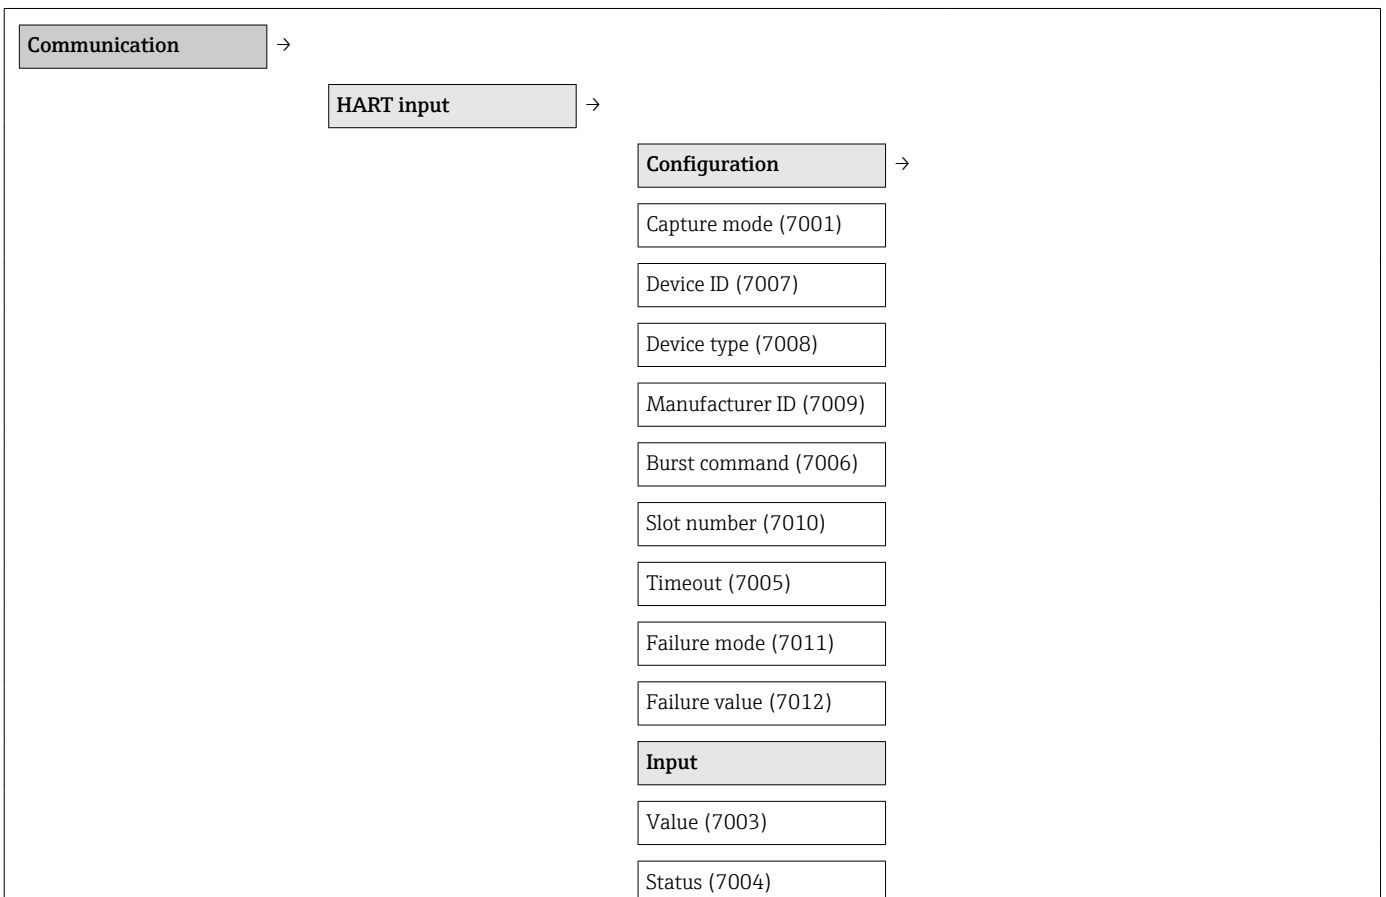 Communication →
HART input →
Configuration →
Capture mode (7001)
Device ID (7007)
Device type (7008)
Manufacturer ID (7009)
Burst command (7006)
Slot number (7010)
Timeout (7005)
Failure mode (7011)
Failure value (7012)
Input
Value (7003)
Status (7004)